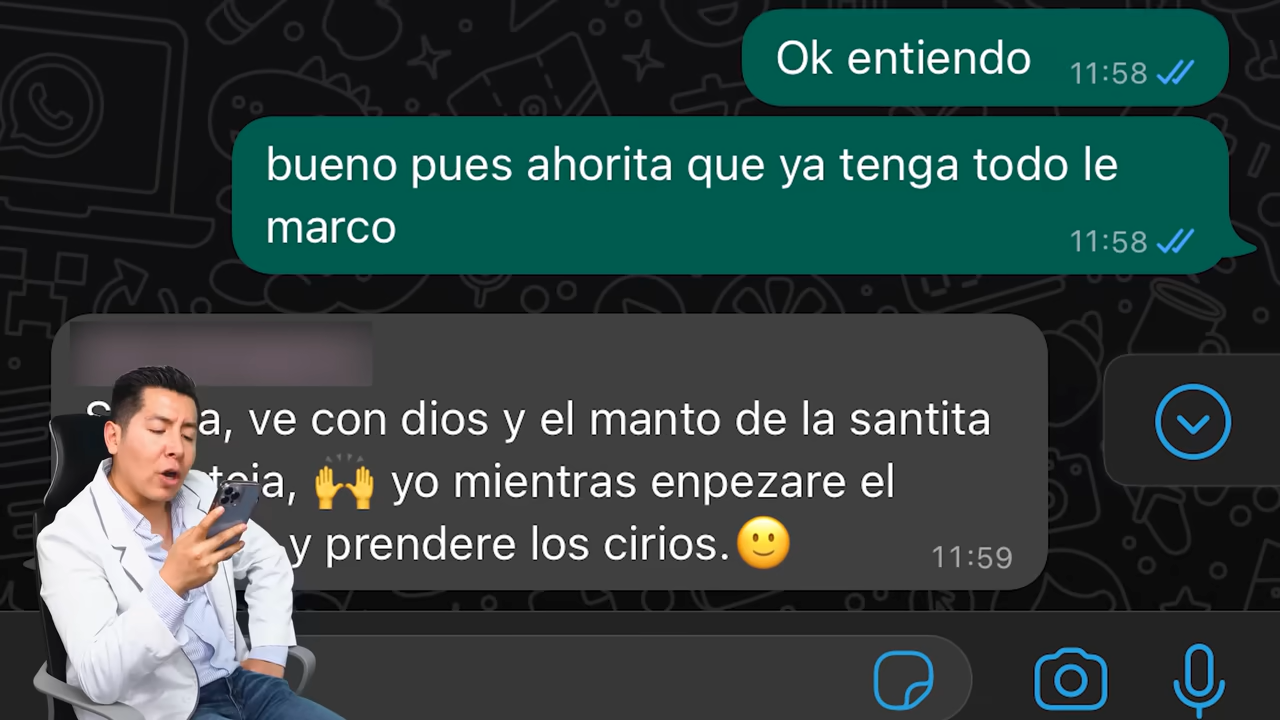 Ok entiendo 11:58
bueno pues ahorita que ya tenga todo le
marco 11:58
ve con dios y el manto de la santita
🙌 yo mientras enpezare el
y prendere los cirios.🙂 11:59